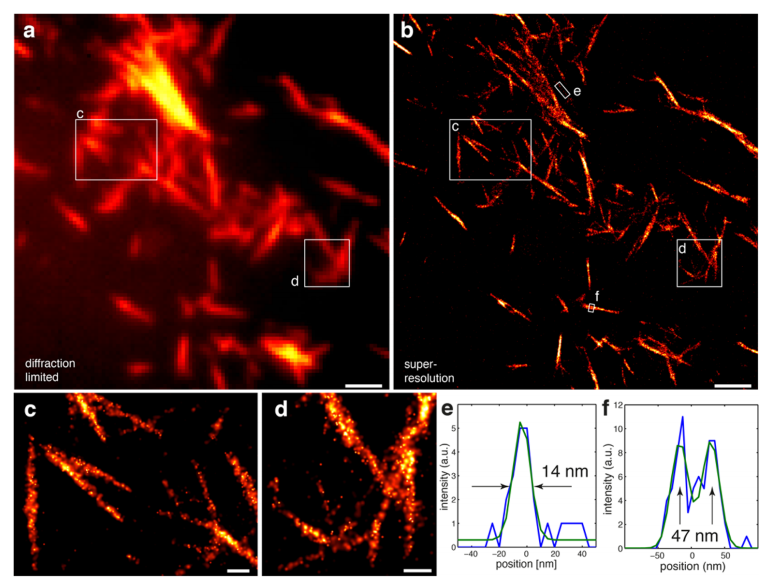 a
c
d
diffraction
limited
b
e
c
d
f
super-
resolution
c
d
e
intensity (a.u.)
5
4
3
2
1
0
14 nm
−40 −20 0 20 40
position [nm]
f
intensity (a.u.)
12
10
8
6
4
2
0
47 nm
−50 0 50
position (nm)